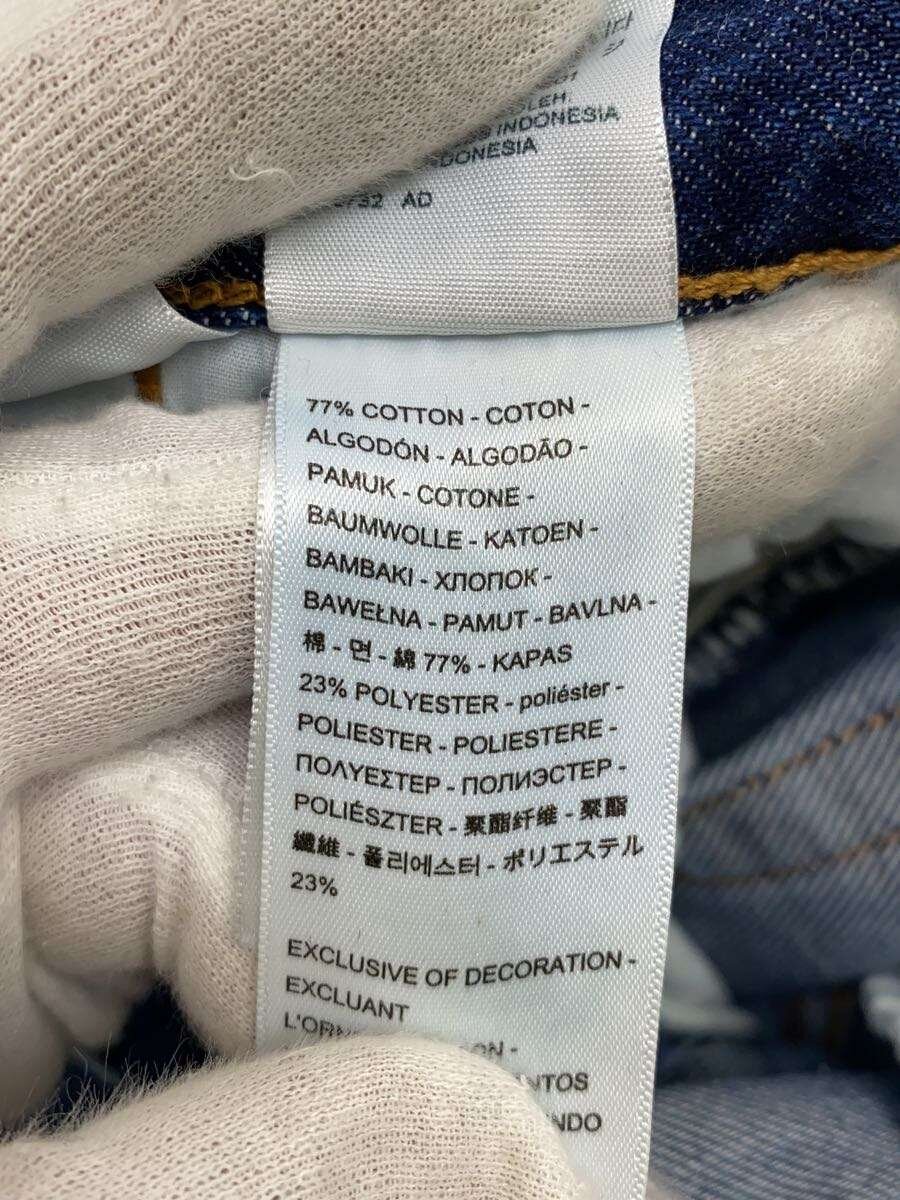 INDONESIA
INDONESIA
AD
77% COTTON - COTON -
ALGODÓN - ALGODÃO -
PAMUK - COTONE -
BAUMWOLLE - KATOEN -
BAMBAKI - ХЛОПОК -
BAWEŁNA - PAMUT - BAVLNA -
棉 - 면 - 綿 77% - KAPAS
23% POLYESTER - poliéster -
POLIESTER - POLIESTERE -
ΠΟΛΥΕΣΤΕΡ - ПОЛИЭСТЕР -
POLIÉSZTER - 聚酯纤维 - 聚酯
纖維 - 폴리에스터 - ポリエステル
23%
EXCLUSIVE OF DECORATION -
EXCLUANT